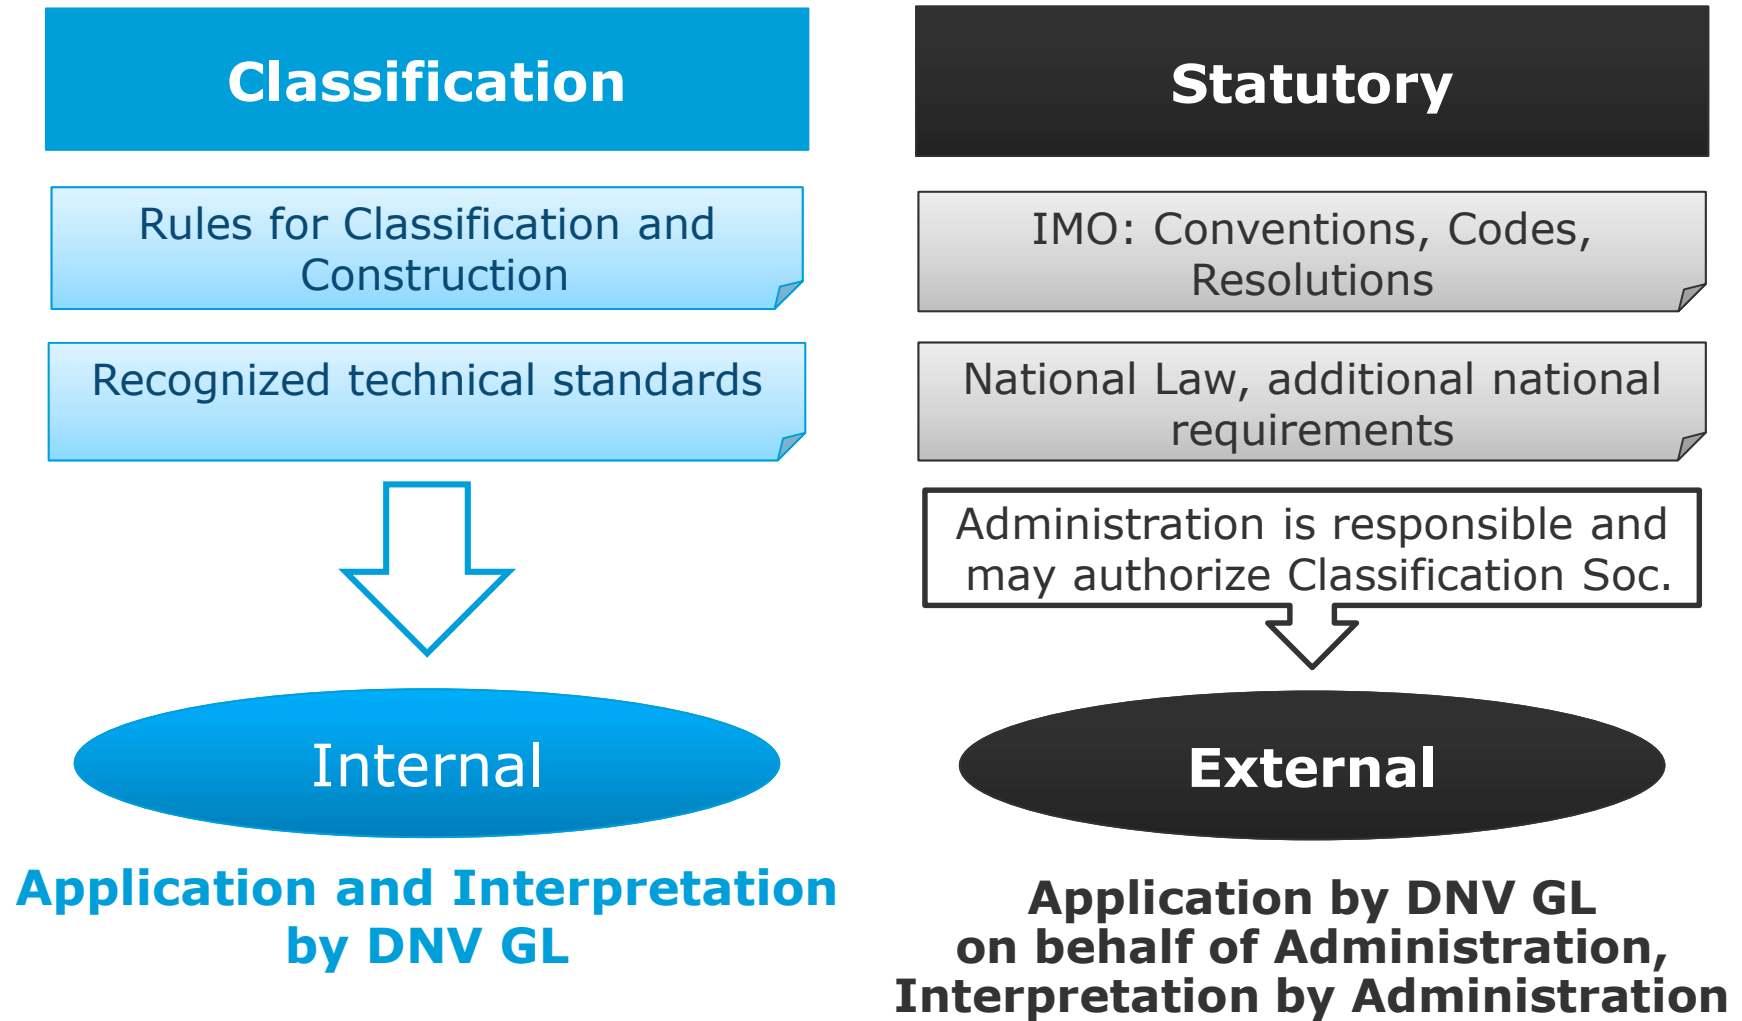 Classification
Rules for Classification and
Construction
Recognized technical standards
Internal
Application and Interpretation
by DNV GL
Statutory
IMO: Conventions, Codes,
Resolutions
National Law, additional national
requirements
Administration is responsible and
may authorize Classification Soc.
External
Application by DNV GL
on behalf of Administration,
Interpretation by Administration